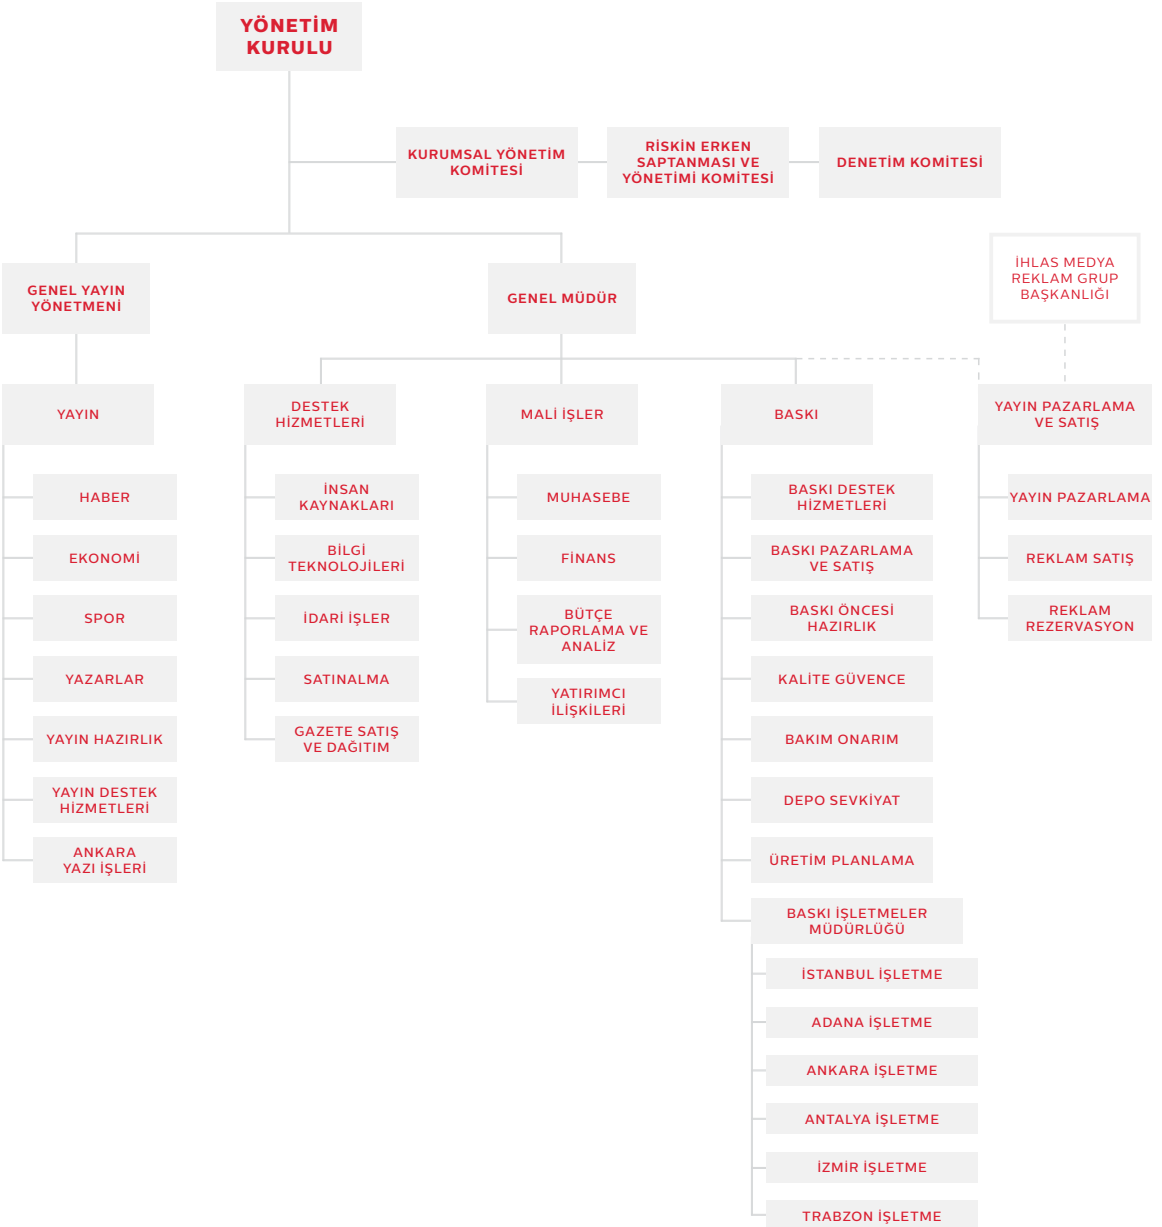 YÖNETİM
KURULU
KURUMSAL YÖNETİM
KOMİTESİ
RİSKİN ERKEN
SAPTANMASI VE
YÖNETİMİ KOMİTESİ
DENETİM KOMİTESİ
GENEL YAYIN
YÖNETMENİ
GENEL MÜDÜR
İHLAS MEDYA
REKLAM GRUP
BAŞKANLIĞI
YAYIN
HABER
EKONOMİ
SPOR
YAZARLAR
YAYIN HAZIRLIK
YAYIN DESTEK
HİZMETLERİ
ANKARA
YAZI İŞLERİ
DESTEK
HİZMETLERİ
İNSAN
KAYNAKLARI
BİLGİ
TEKNOLOJİLERİ
İDARİ İŞLER
SATINALMA
GAZETE SATIŞ
VE DAĞITIM
MALİ İŞLER
MUHASEBE
FİNANS
BÜTÇE
RAPORLAMA VE
ANALİZ
YATIRIMCI
İLİŞKİLERİ
BASKI
BASKI DESTEK
HİZMETLERİ
BASKI PAZARLAMA
VE SATIŞ
BASKI ÖNCESİ
HAZIRLIK
KALİTE GÜVENCE
BAKIM ONARIM
DEPO SEVKİYAT
ÜRETİM PLANLAMA
BASKI İŞLETMELER
MÜDÜRLÜĞÜ
İSTANBUL İŞLETME
ADANA İŞLETME
ANKARA İŞLETME
ANTALYA İŞLETME
İZMİR İŞLETME
TRABZON İŞLETME
YAYIN PAZARLAMA
VE SATIŞ
YAYIN PAZARLAMA
REKLAM SATIŞ
REKLAM
REZERVASYON